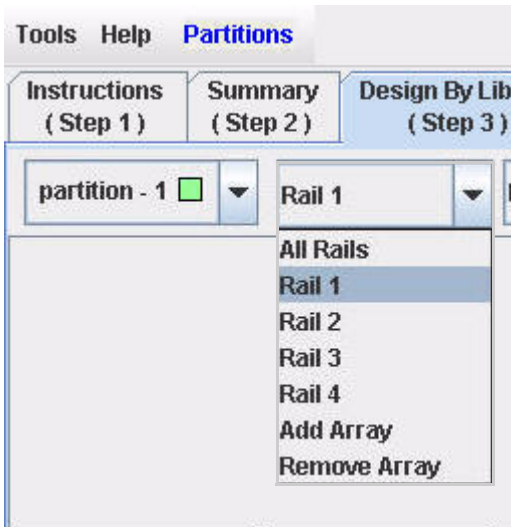 Tools Help Partitions
Instructions Summary Design By Lib
( Step 1 ) ( Step 2 ) ( Step 3 )
partition - 1 Rail 1
All Rails
Rail 1
Rail 2
Rail 3
Rail 4
Add Array
Remove Array